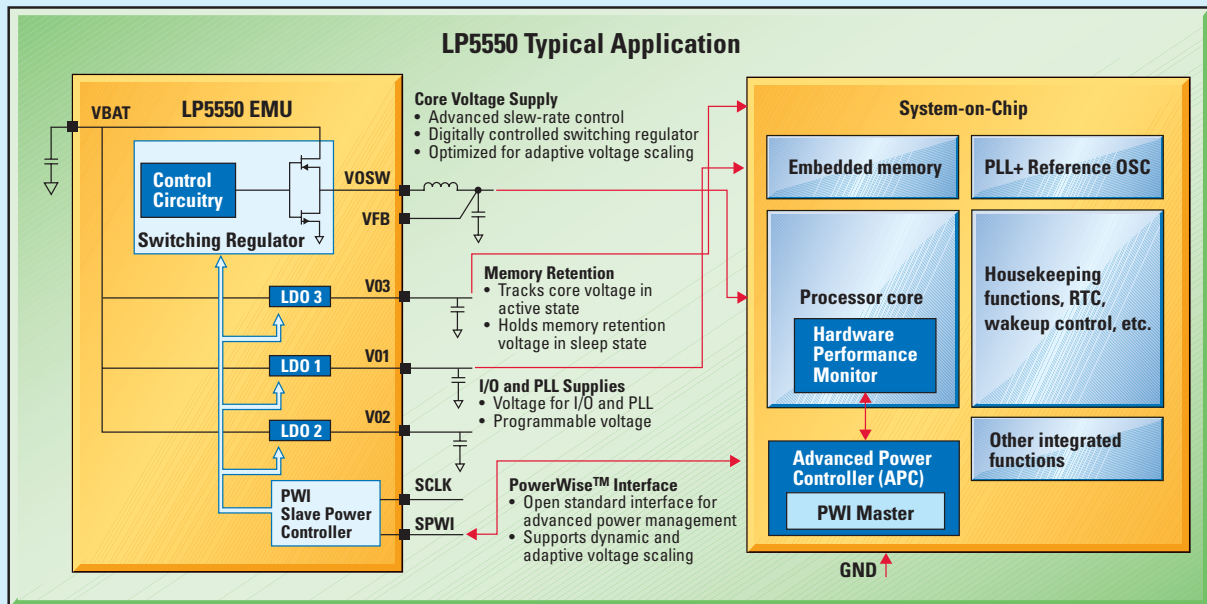 LP5550 Typical Application
LP5550 EMU
VBAT
Control
Circuitry
Switching Regulator
VOSW
VFB
LDO 3
V03
LDO 1
V01
LDO 2
V02
PWI
Slave Power
Controller
SCLK
SPWI
Core Voltage Supply
• Advanced slew-rate control
• Digitally controlled switching regulator
• Optimized for adaptive voltage scaling
Memory Retention
• Tracks core voltage in
active state
• Holds memory retention
voltage in sleep state
I/O and PLL Supplies
• Voltage for I/O and PLL
• Programmable voltage
PowerWise™ Interface
• Open standard interface for
advanced power management
• Supports dynamic and
adaptive voltage scaling
System-on-Chip
Embedded memory
PLL+ Reference OSC
Processor core
Hardware
Performance
Monitor
Housekeeping
functions, RTC,
wakeup control, etc.
Advanced Power
Controller (APC)
PWI Master
Other integrated
functions
GND